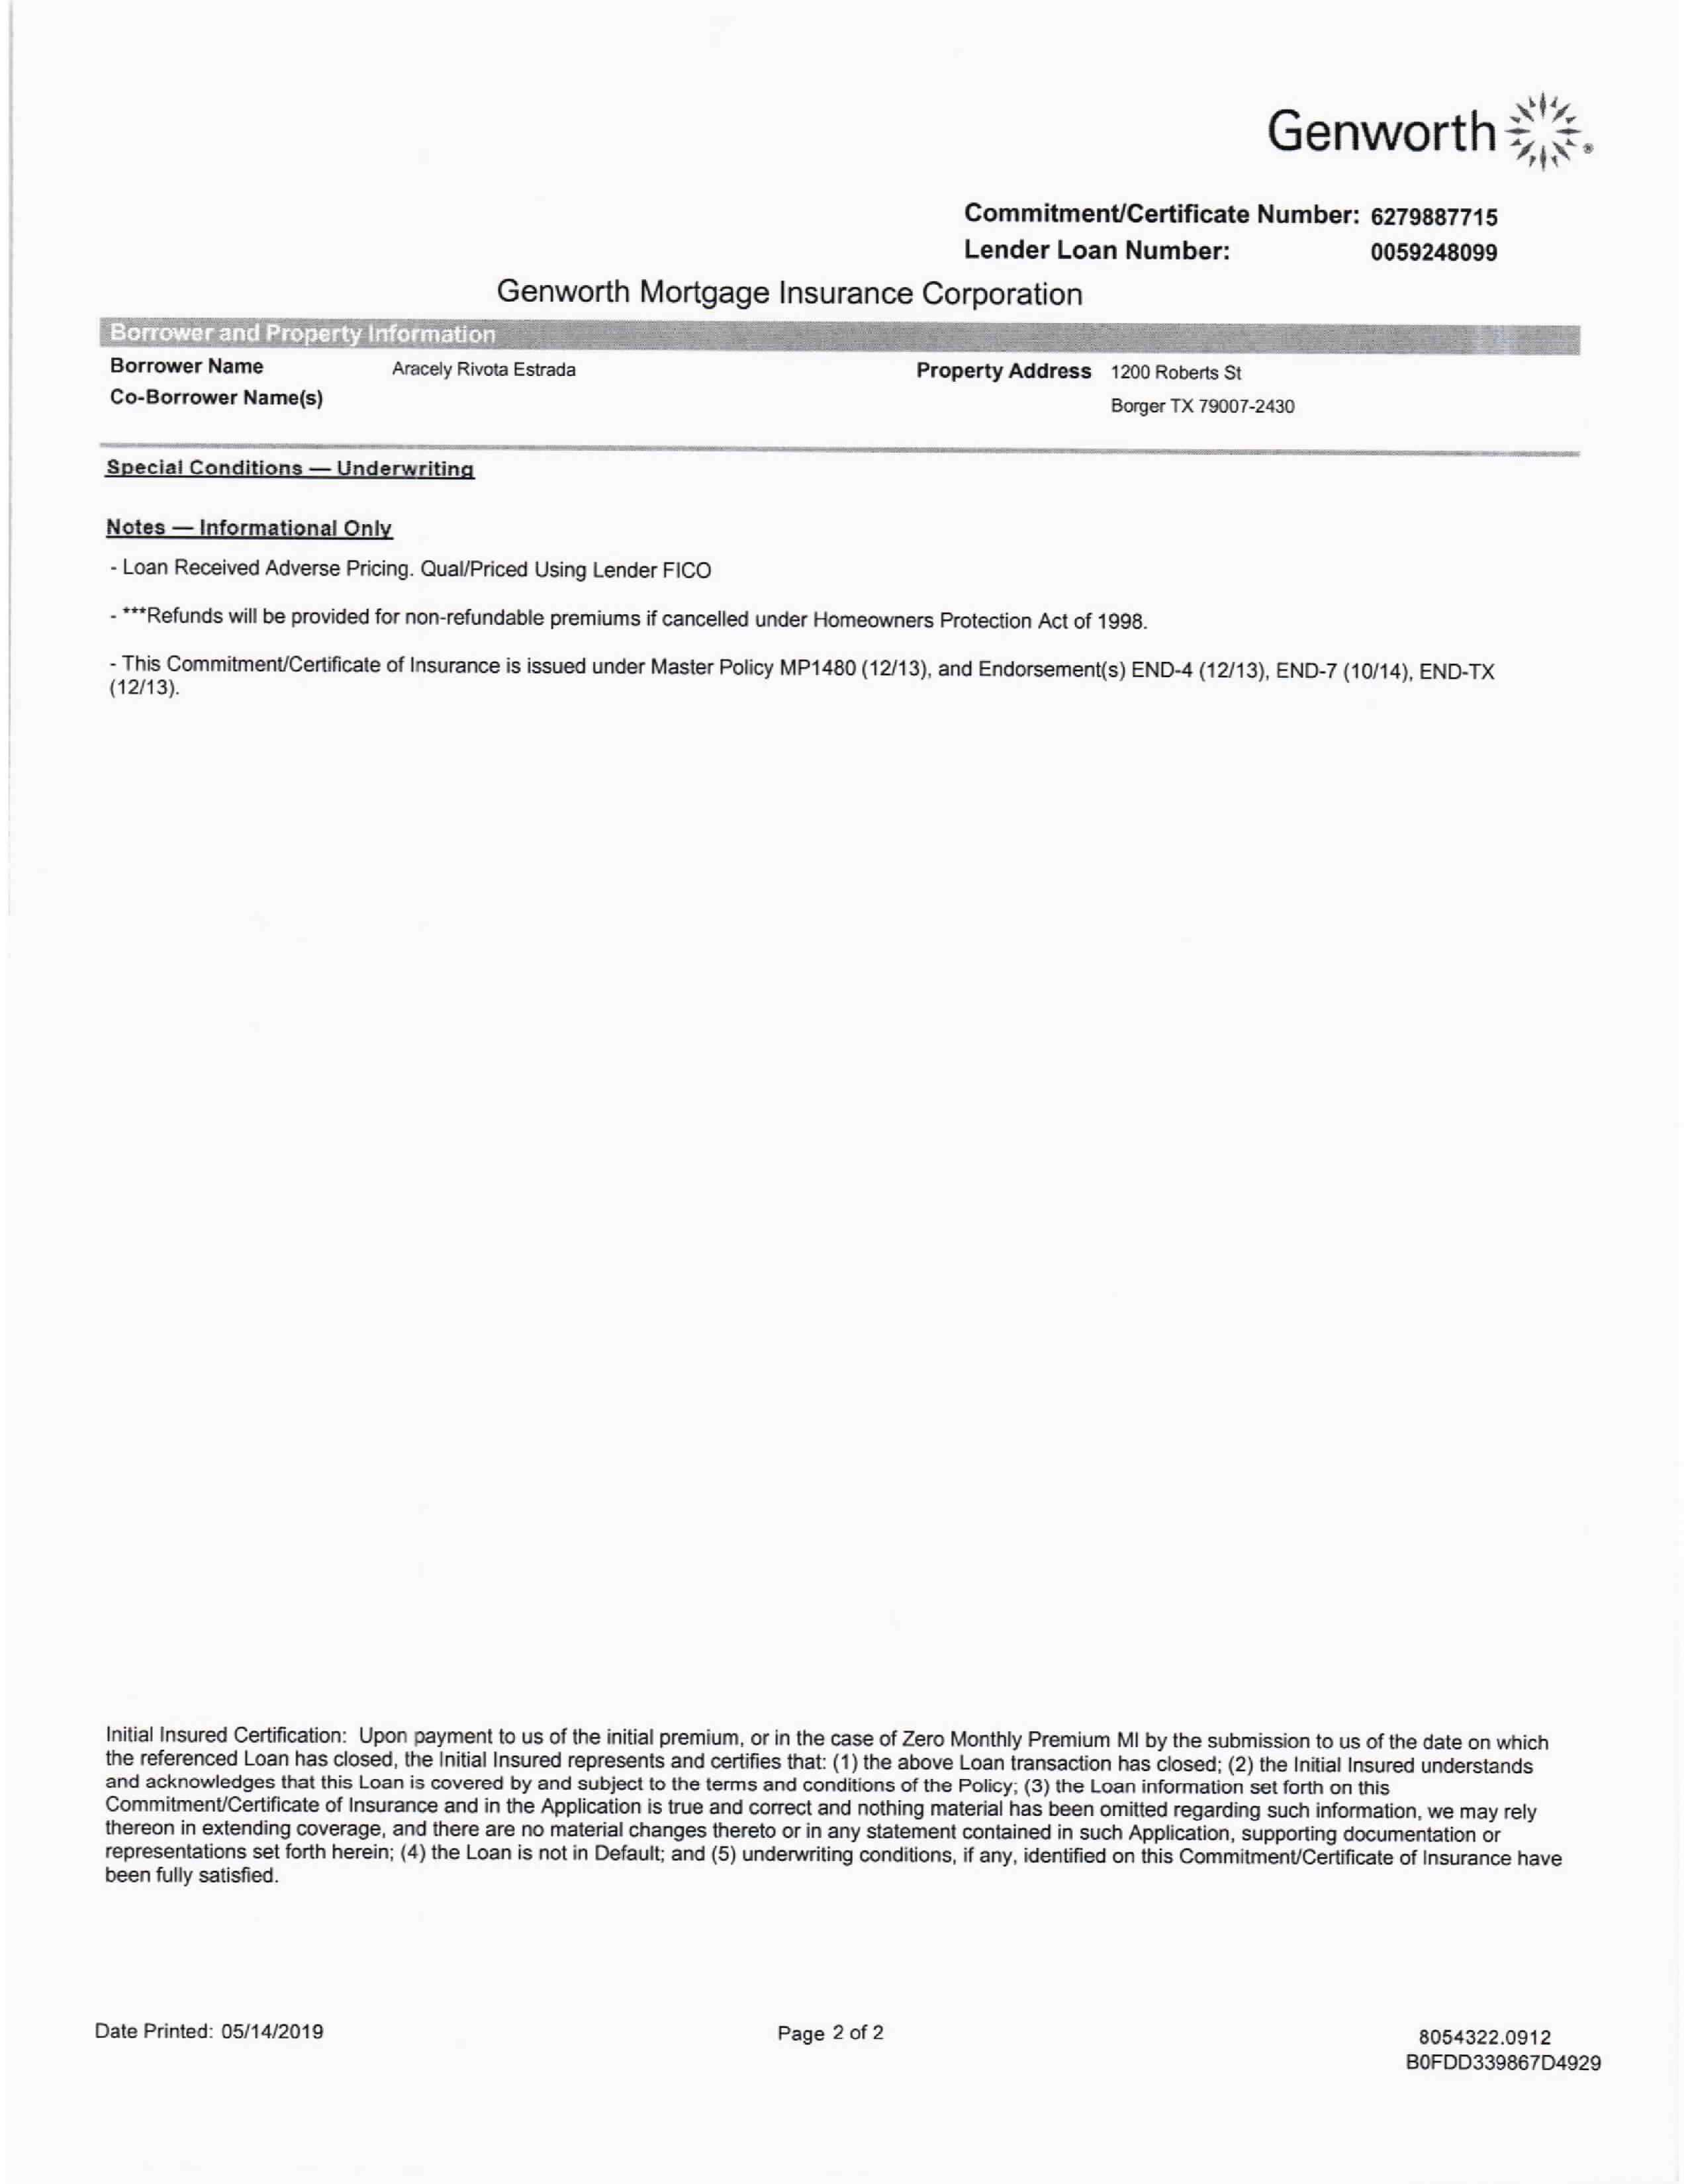 Genworth
Commitment/Certificate Number: 6279887715
Lender Loan Number: 0059248099
Genworth Mortgage Insurance Corporation
Borrower and Property Information
Borrower Name Aracely Rivota Estrada Property Address 1200 Roberts St
Co-Borrower Name(s) Borger TX 79007-2430
Special Conditions — Underwriting
Notes — Informational Only
- Loan Received Adverse Pricing. Qual/Priced Using Lender FICO
- ***Refunds will be provided for non-refundable premiums if cancelled under Homeowners Protection Act of 1998.
- This Commitment/Certificate of Insurance is issued under Master Policy MP1480 (12/13), and Endorsement(s) END-4 (12/13), END-7 (10/14), END-TX
(12/13).
Initial Insured Certification: Upon payment to us of the initial premium, or in the case of Zero Monthly Premium MI by the submission to us of the date on which
the referenced Loan has closed, the Initial Insured represents and certifies that: (1) the above Loan transaction has closed; (2) the Initial Insured understands
and acknowledges that this Loan is covered by and subject to the terms and conditions of the Policy; (3) the Loan information set forth on this
Commitment/Certificate of Insurance and in the Application is true and correct and nothing material has been omitted regarding such information, we may rely
thereon in extending coverage, and there are no material changes thereto or in any statement contained in such Application, supporting documentation or
representations set forth herein; (4) the Loan is not in Default; and (5) underwriting conditions, if any, identified on this Commitment/Certificate of Insurance have
been fully satisfied.
Date Printed: 05/14/2019 Page 2 of 2 8054322.0912
B0FDD339867D4929